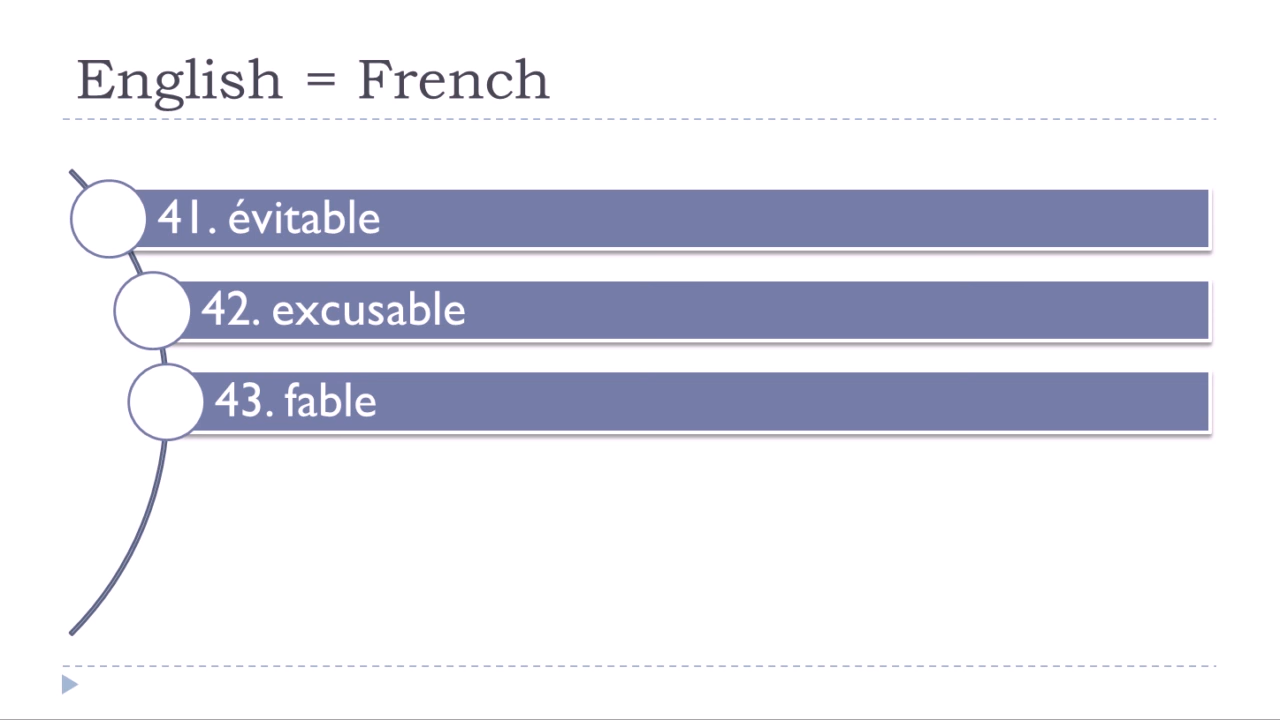 English = French
41. évitable
42. excusable
43. fable